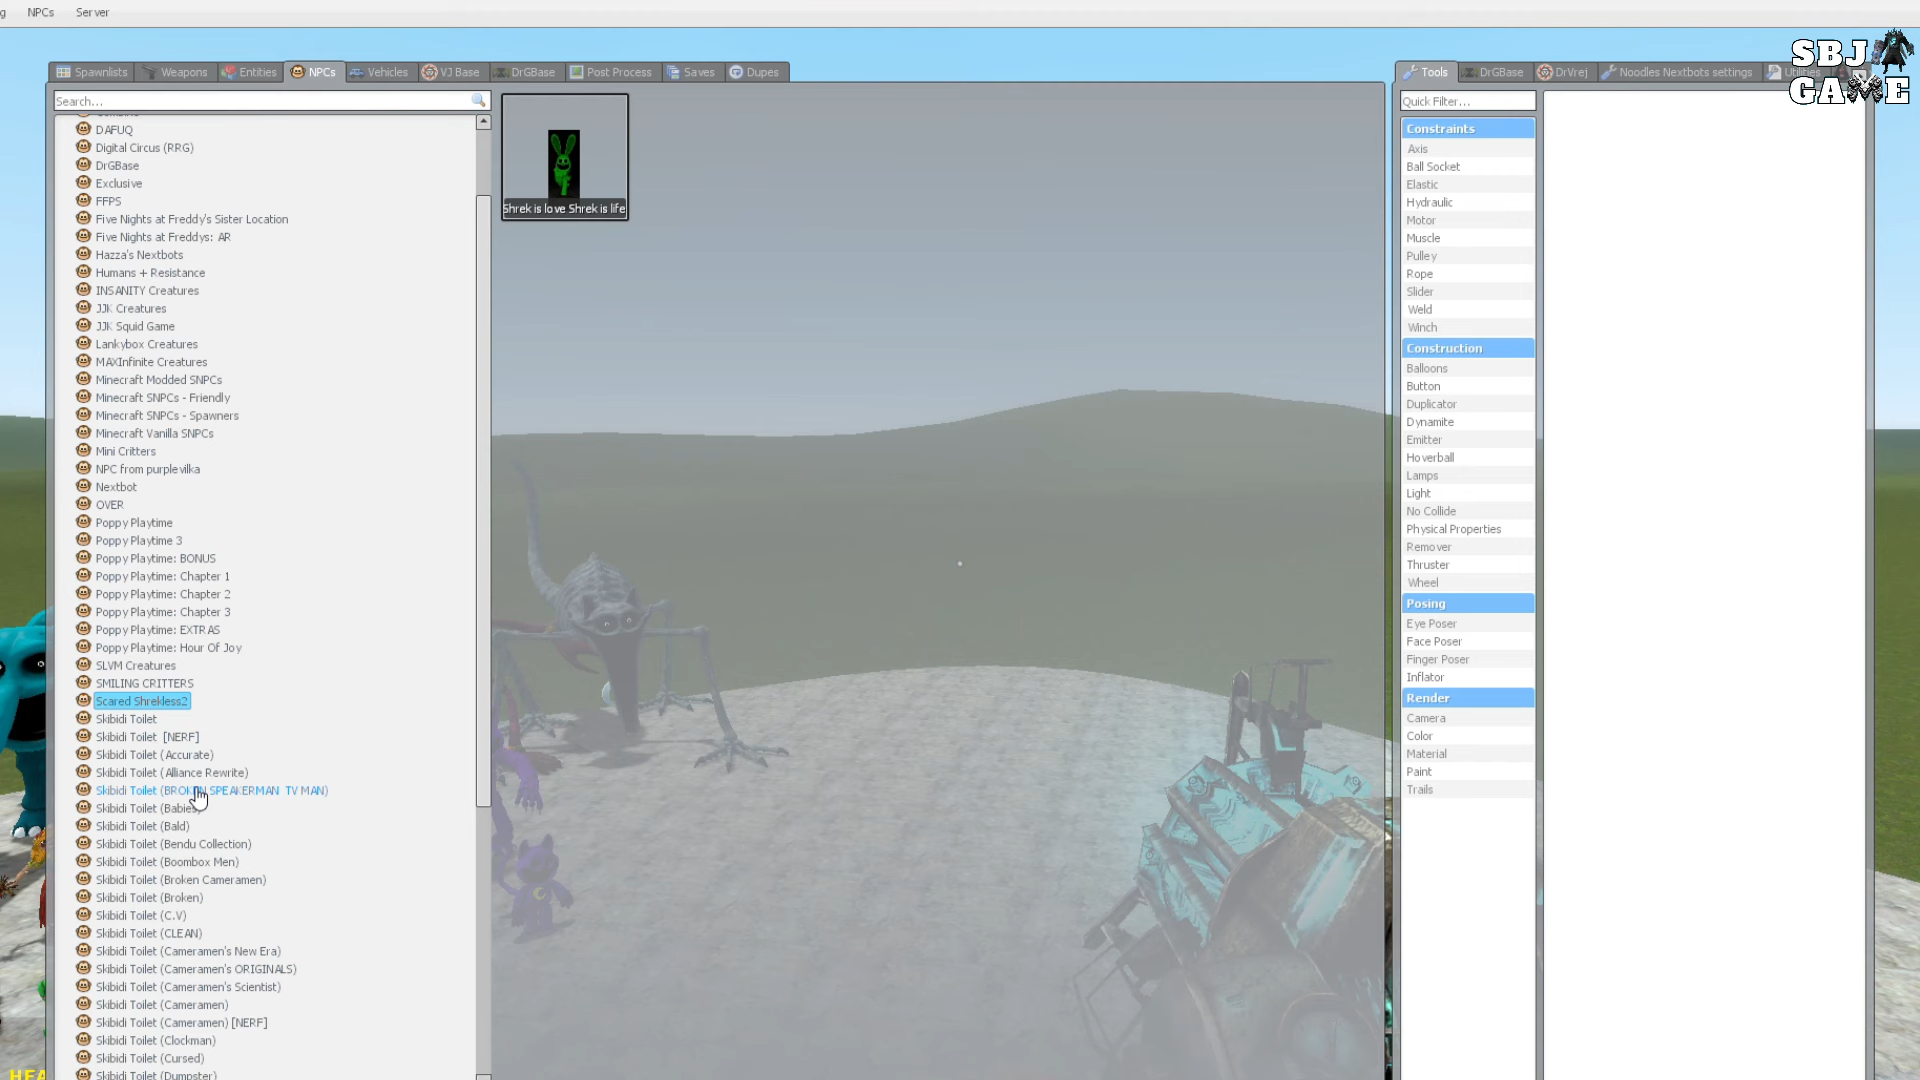 g NPCs Server
SBJ
GAME
Spawnlists Weapons Entities NPCs Vehicles VJ Base DrGBase Post Process Saves Dupes
Tools DrGBase DrVrej Noodles Nextbots settings Utilities
Search...
Quick Filter...
DAFUQ
Digital Circus (RRG)
DrGBase
Exclusive
FFPS
Five Nights at Freddy's Sister Location
Five Nights at Freddys: AR
Hazza's Nextbots
Humans + Resistance
INSANITY Creatures
JJK Creatures
JJK Squid Game
Lankybox Creatures
MAXInfinite Creatures
Minecraft Modded SNPCs
Minecraft SNPCs - Friendly
Minecraft SNPCs - Spawners
Minecraft Vanilla SNPCs
Mini Critters
NPC from purplevilka
Nextbot
OVER
Poppy Playtime
Poppy Playtime 3
Poppy Playtime: BONUS
Poppy Playtime: Chapter 1
Poppy Playtime: Chapter 2
Poppy Playtime: Chapter 3
Poppy Playtime: EXTRAS
Poppy Playtime: Hour Of Joy
SLVM Creatures
SMILING CRITTERS
Scared Shrekless2
Skibidi Toilet
Skibidi Toilet [NERF]
Skibidi Toilet (Accurate)
Skibidi Toilet (Alliance Rewrite)
Skibidi Toilet (BROKEN SPEAKERMAN TV MAN)
Skibidi Toilet (Babies)
Skibidi Toilet (Bald)
Skibidi Toilet (Bendu Collection)
Skibidi Toilet (Boombox Men)
Skibidi Toilet (Broken Cameramen)
Skibidi Toilet (Broken)
Skibidi Toilet (C.V)
Skibidi Toilet (CLEAN)
Skibidi Toilet (Cameramen's New Era)
Skibidi Toilet (Cameramen's ORIGINALS)
Skibidi Toilet (Cameramen's Scientist)
Skibidi Toilet (Cameramen)
Skibidi Toilet (Cameramen) [NERF]
Skibidi Toilet (Clockman)
Skibidi Toilet (Cursed)
Skibidi Toilet (Dumpster)
Shrek is love Shrek is life
Constraints
Axis
Ball Socket
Elastic
Hydraulic
Motor
Muscle
Pulley
Rope
Slider
Weld
Winch
Construction
Balloons
Button
Duplicator
Dynamite
Emitter
Hoverball
Lamps
Light
No Collide
Physical Properties
Remover
Thruster
Wheel
Posing
Eye Poser
Face Poser
Finger Poser
Inflator
Render
Camera
Color
Material
Paint
Trails
HEA